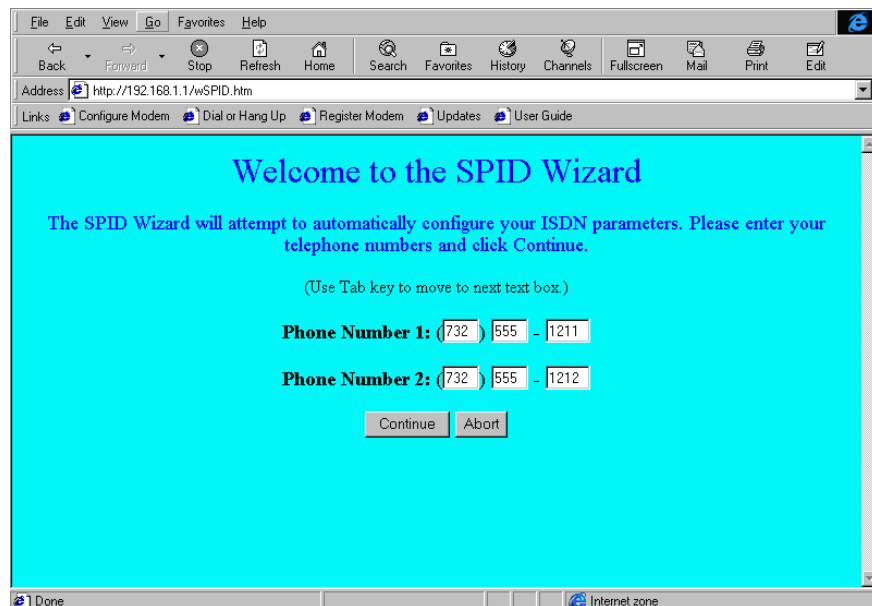 File Edit View Go Favorites Help
Back Forward Stop Refresh Home Search Favorites History Channels Fullscreen Mail Print Edit
Address http://192.168.1.1/wSPID.htm
Links Configure Modem Dial or Hang Up Register Modem Updates User Guide
Welcome to the SPID Wizard
The SPID Wizard will attempt to automatically configure your ISDN parameters. Please enter your
telephone numbers and click Continue.
(Use Tab key to move to next text box.)
Phone Number 1: (732) 555 - 1211
Phone Number 2: (732) 555 - 1212
Continue Abort
Done Internet zone